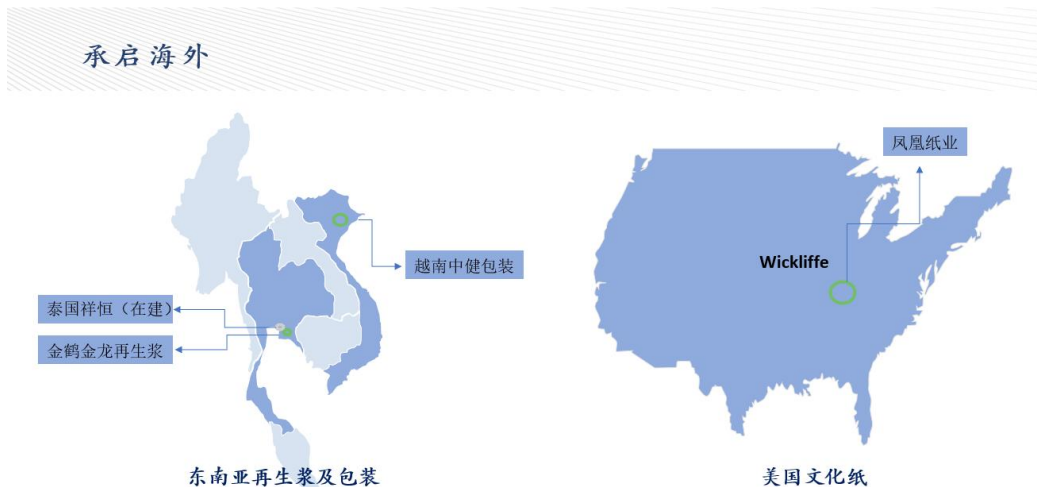 承启海外
凤凰纸业
Wickliffe
越南中健包装
泰国祥恒（在建）
金鹤金龙再生浆
东南亚再生浆及包装
美国文化纸